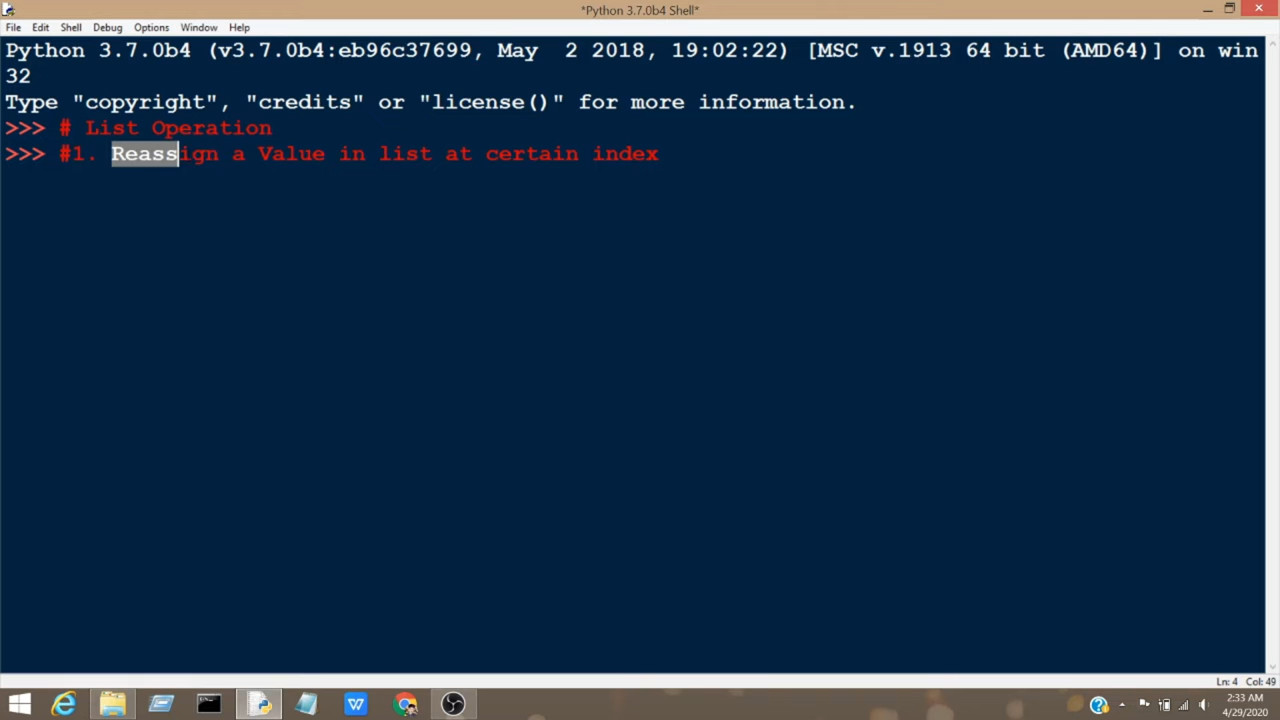 *Python 3.7.0b4 Shell*
File Edit Shell Debug Options Window Help
Python 3.7.0b4 (v3.7.0b4:eb96c37699, May  2 2018, 19:02:22) [MSC v.1913 64 bit (AMD64)] on win
32
Type "copyright", "credits" or "license()" for more information.
>>> # List Operation
>>> #1. Reassign a Value in list at certain index
Ln: 4 Col: 49
2:33 AM
4/29/2020